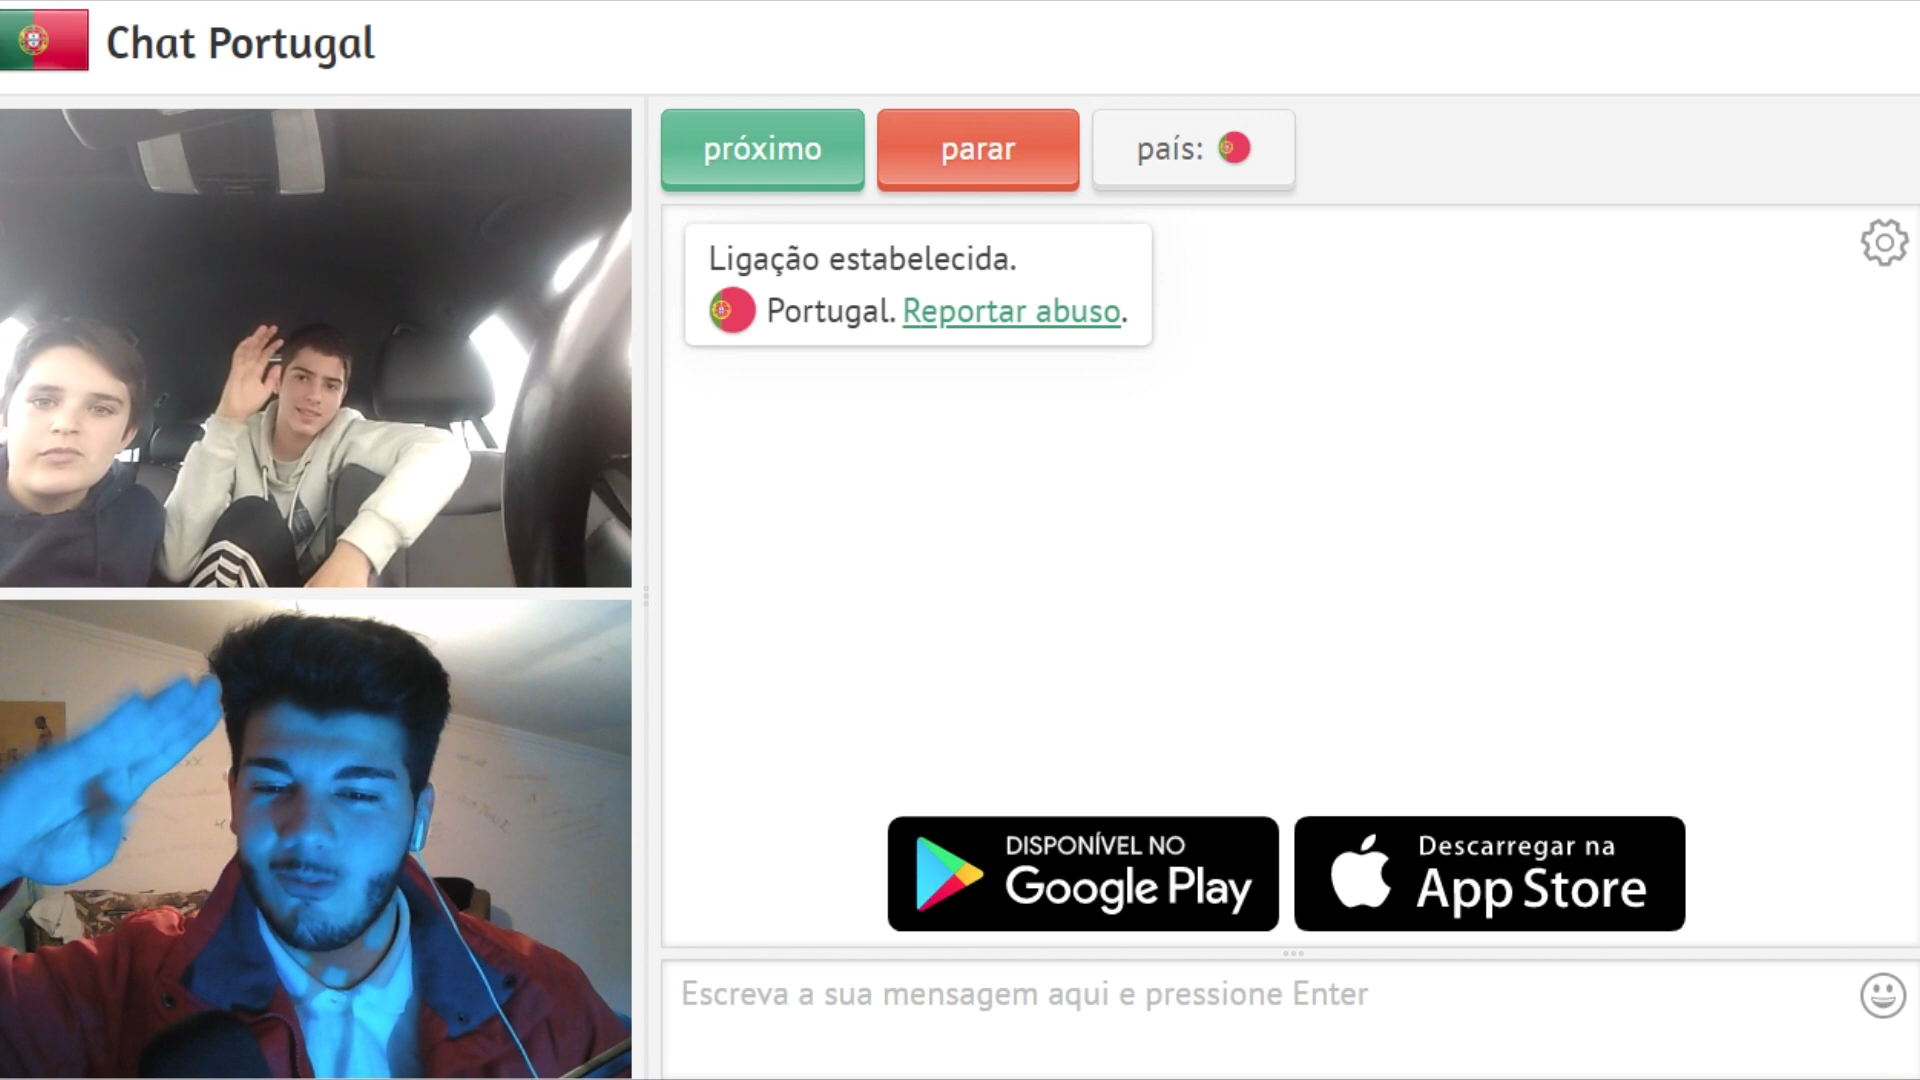 Chat Portugal
próximo
parar
país:
Ligação estabelecida.
Portugal. Reportar abuso.
DISPONÍVEL NO
Google Play
Descarregar na
App Store
Escreva a sua mensagem aqui e pressione Enter